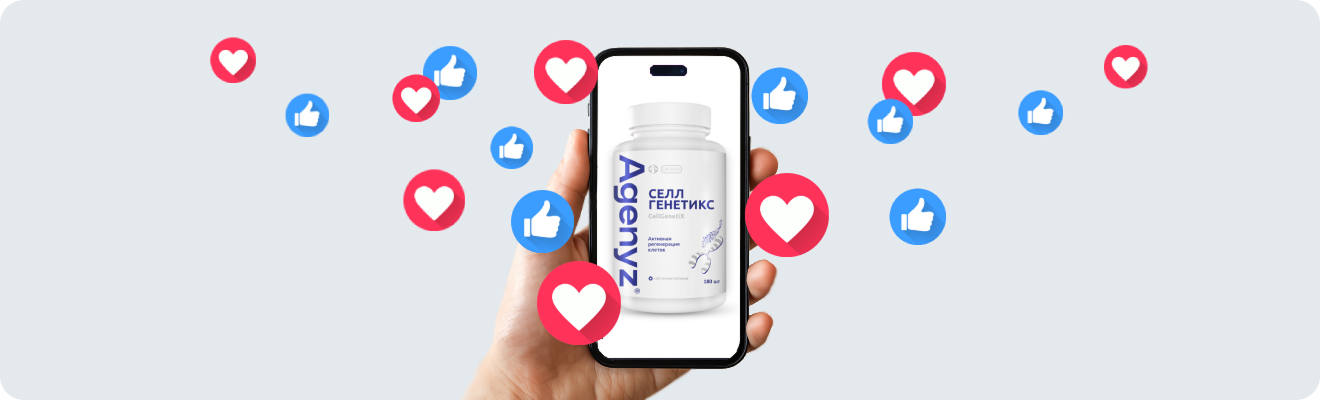 Agenyz
СЕЛЛ
ГЕНЕТИКС
CellGenetiX
Активная
регенерация
клеток
180 шт